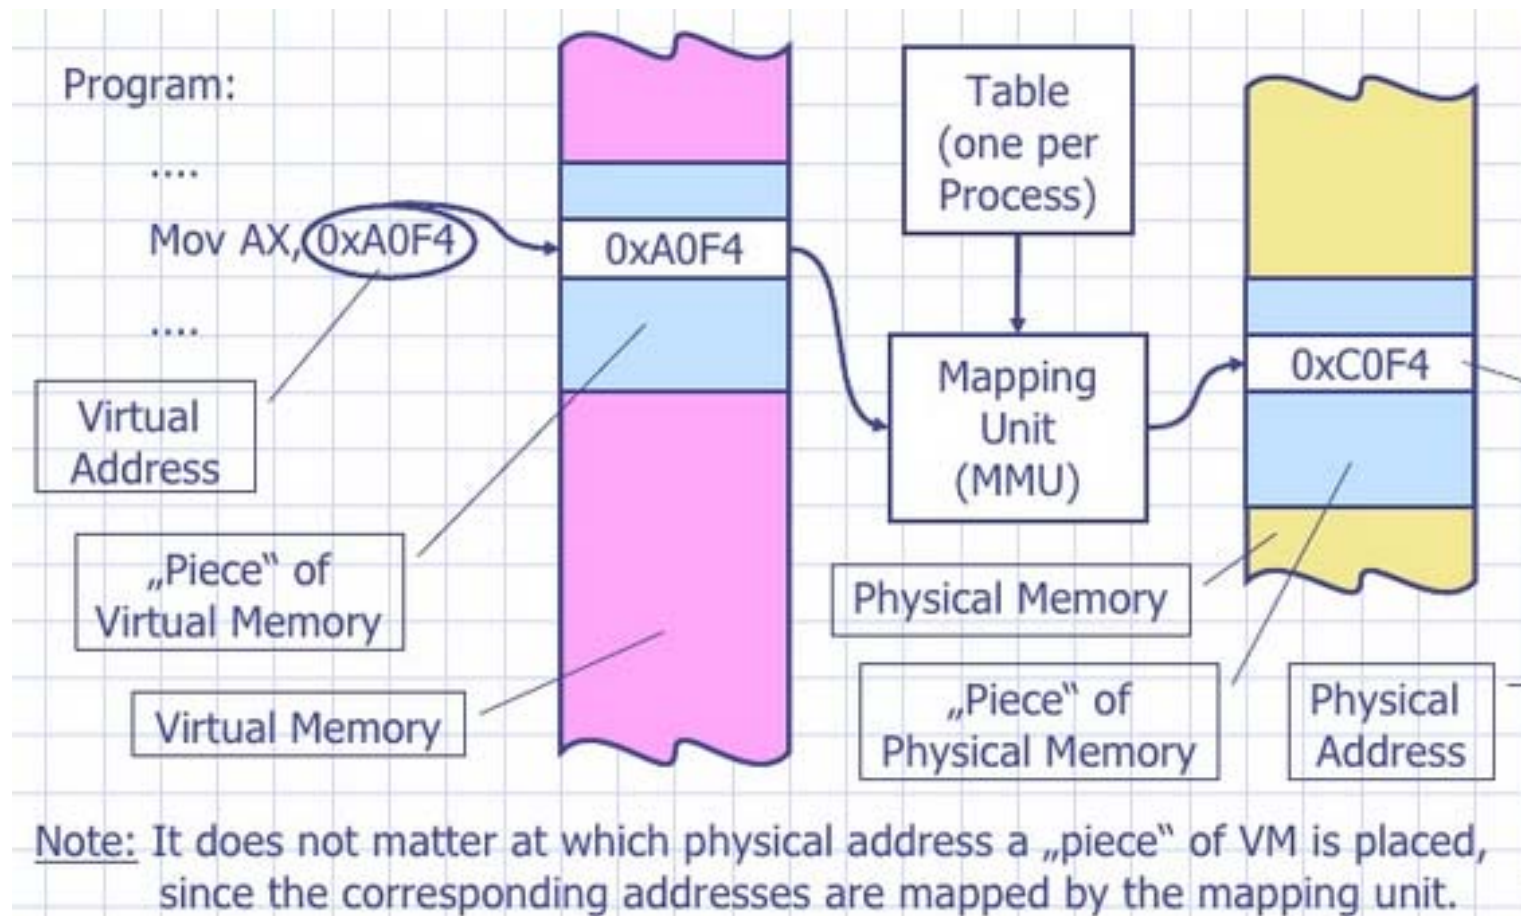 Program:
....
Mov AX, 0xA0F4
....
Virtual
Address
„Piece“ of
Virtual Memory
Virtual Memory
0xA0F4
Table
(one per
Process)
Mapping
Unit
(MMU)
0xC0F4
Physical Memory
„Piece“ of
Physical Memory
Physical
Address
Note: It does not matter at which physical address a „piece“ of VM is placed,
since the corresponding addresses are mapped by the mapping unit.